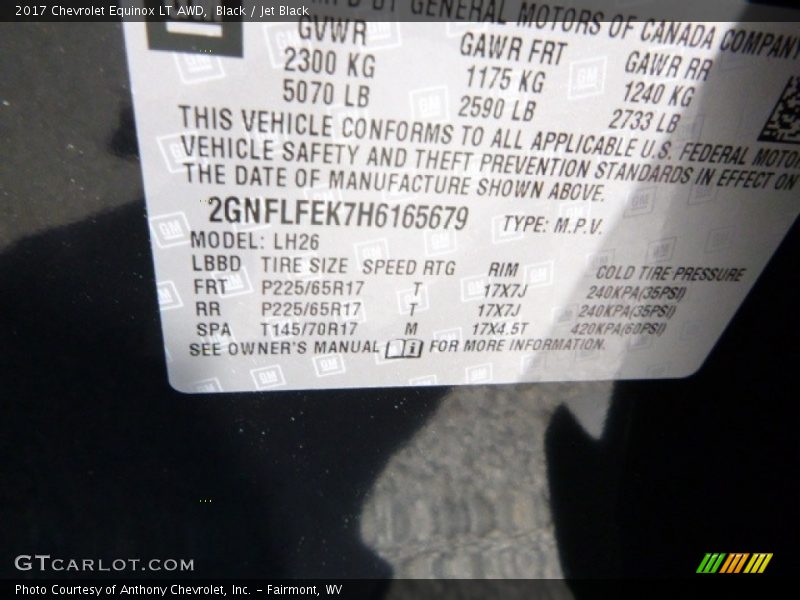 2017 Chevrolet Equinox LT AWD, Black / Jet Black
BY GENERAL MOTORS OF CANADA COMPANY
GVWR GAWR FRT GAWR RR
2300 KG 1175 KG 1240 KG
5070 LB 2590 LB 2733 LB
THIS VEHICLE CONFORMS TO ALL APPLICABLE U.S. FEDERAL MOTO
VEHICLE SAFETY AND THEFT PREVENTION STANDARDS IN EFFECT ON
THE DATE OF MANUFACTURE SHOWN ABOVE.
2GNFLFEK7H6165679 TYPE: M.P.V.
MODEL: LH26
LBBD TIRE SIZE SPEED RTG RIM COLD TIRE PRESSURE
FRT P225/65R17 T 17X7J 240KPA(35PSI)
RR P225/65R17 T 17X7J 240KPA(35PSI)
SPA T145/70R17 M 17X4.5T 420KPA(60PSI)
SEE OWNER'S MANUAL i FOR MORE INFORMATION.
GTCARLOT.COM
Photo Courtesy of Anthony Chevrolet, Inc. - Fairmont, WV